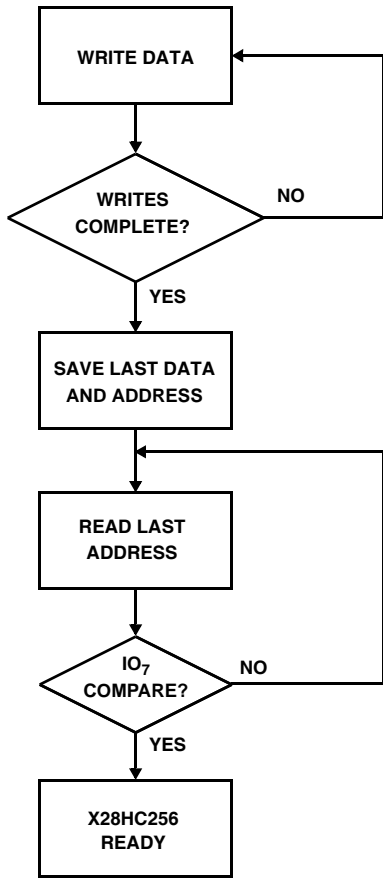 WRITE DATA
WRITES
COMPLETE?
NO
YES
SAVE LAST DATA
AND ADDRESS
READ LAST
ADDRESS
IO₇
COMPARE?
NO
YES
X28HC256
READY